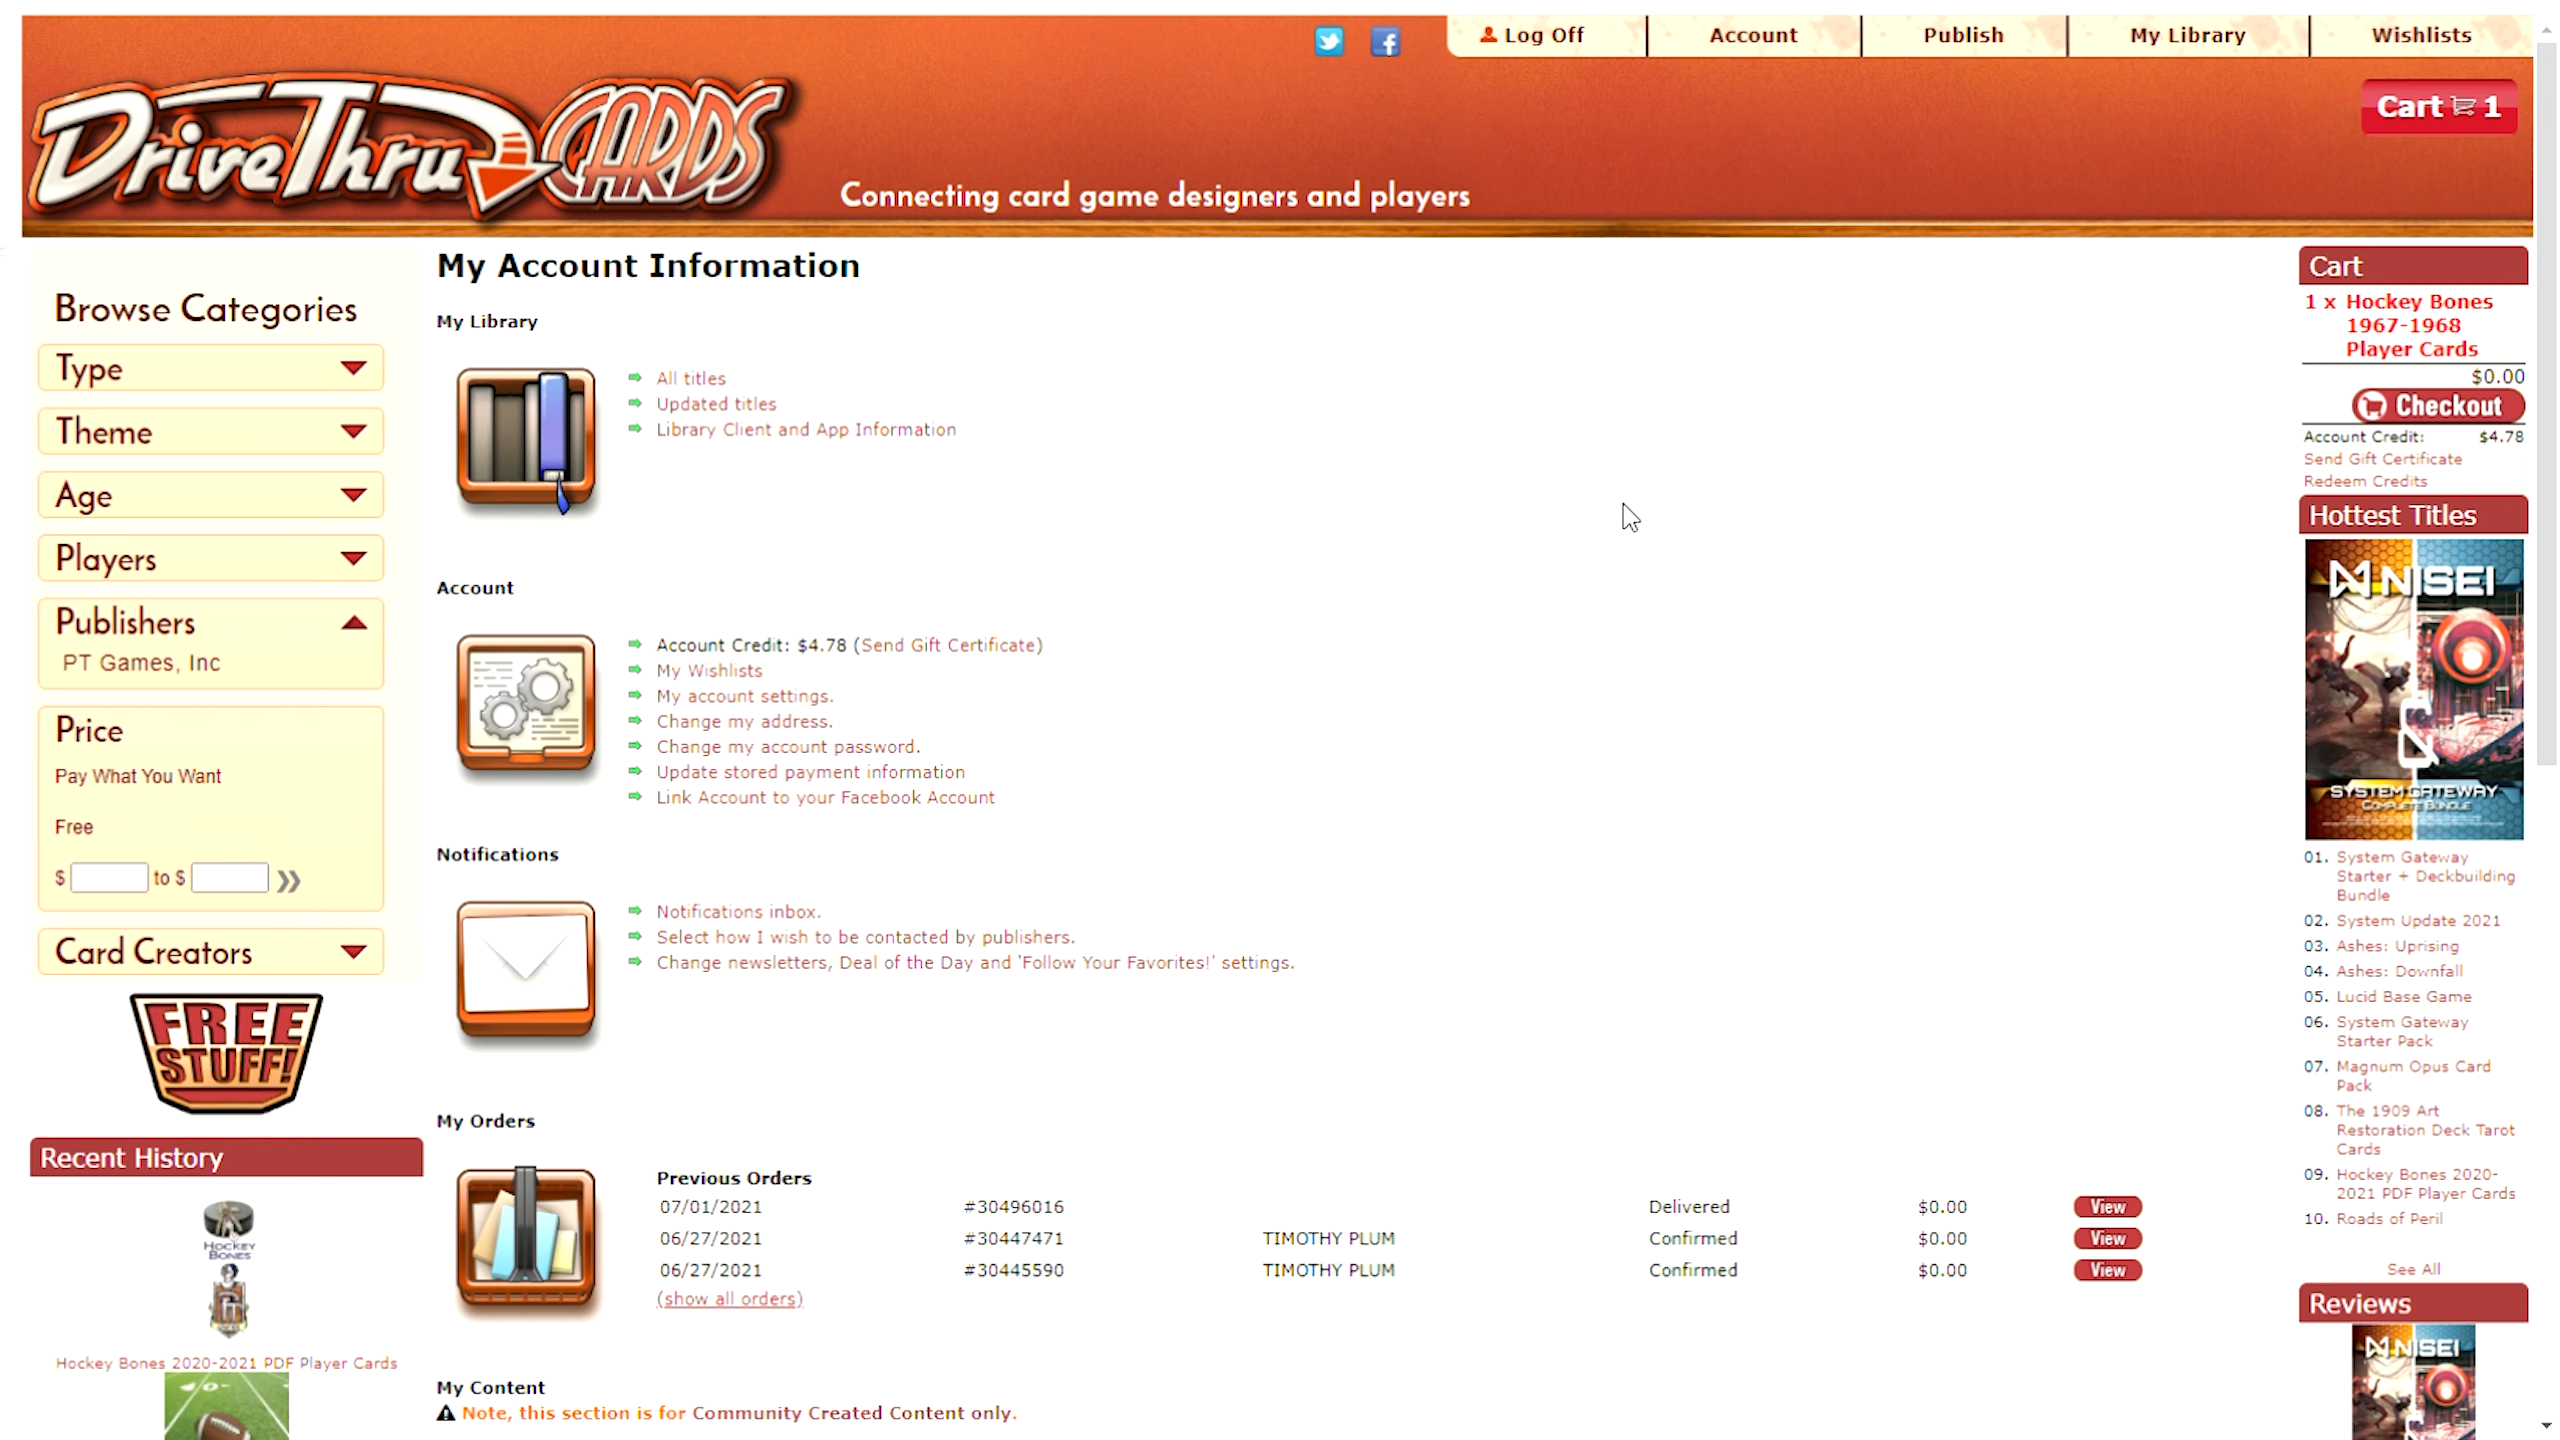 Log Off
Account
Publish
My Library
Wishlists
DriveThru CARDS
Connecting card game designers and players
Cart 1
Browse Categories
Type
Theme
Age
Players
Publishers
PT Games, Inc
Price
Pay What You Want
Free
$ to $
Card Creators
FREE
STUFF!
Recent History
HOCKEY
BONES
Hockey Bones 2020-2021 PDF Player Cards
My Account Information
My Library
All titles
Updated titles
Library Client and App Information
Account
Account Credit: $4.78 (Send Gift Certificate)
My Wishlists
My account settings.
Change my address.
Change my account password.
Update stored payment information
Link Account to your Facebook Account
Notifications
Notifications inbox.
Select how I wish to be contacted by publishers.
Change newsletters, Deal of the Day and 'Follow Your Favorites!' settings.
My Orders
Previous Orders
07/01/2021 #30496016 Delivered $0.00 View
06/27/2021 #30447471 TIMOTHY PLUM Confirmed $0.00 View
06/27/2021 #30445590 TIMOTHY PLUM Confirmed $0.00 View
(show all orders)
My Content
Note, this section is for Community Created Content only.
Cart
1 x Hockey Bones
1967-1968
Player Cards
$0.00
Checkout
Account Credit: $4.78
Send Gift Certificate
Redeem Credits
Hottest Titles
NISEI
SYSTEM GATEWAY
COMPLETE BUNDLE
01. System Gateway
Starter + Deckbuilding
Bundle
02. System Update 2021
03. Ashes: Uprising
04. Ashes: Downfall
05. Lucid Base Game
06. System Gateway
Starter Pack
07. Magnum Opus Card
Pack
08. The 1909 Art
Restoration Deck Tarot
Cards
09. Hockey Bones 2020-
2021 PDF Player Cards
10. Roads of Peril
See All
Reviews
NISEI